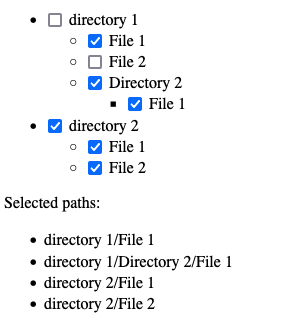 directory 1
File 1
File 2
Directory 2
File 1
directory 2
File 1
File 2
Selected paths:
directory 1/File 1
directory 1/Directory 2/File 1
directory 2/File 1
directory 2/File 2